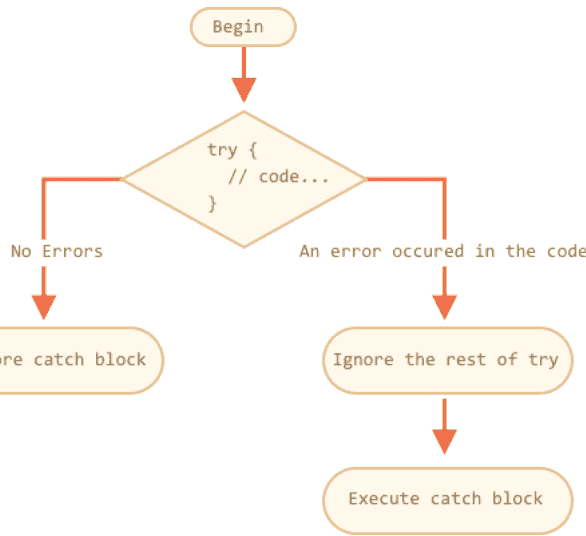 Begin
try {
// code...
}
No Errors
An error occured in the code
ore catch block
Ignore the rest of try
Execute catch block